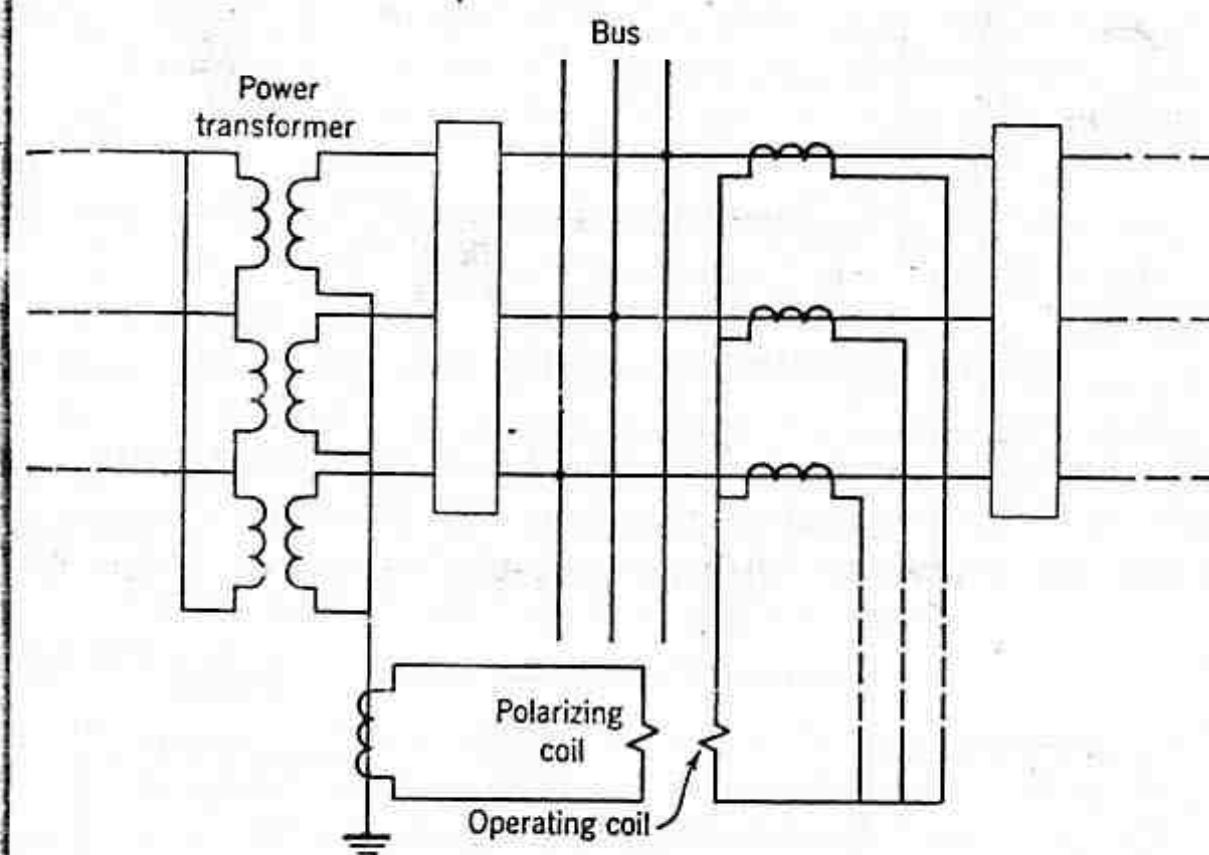 Bus
Power
transformer
Polarizing
coil
Operating coil